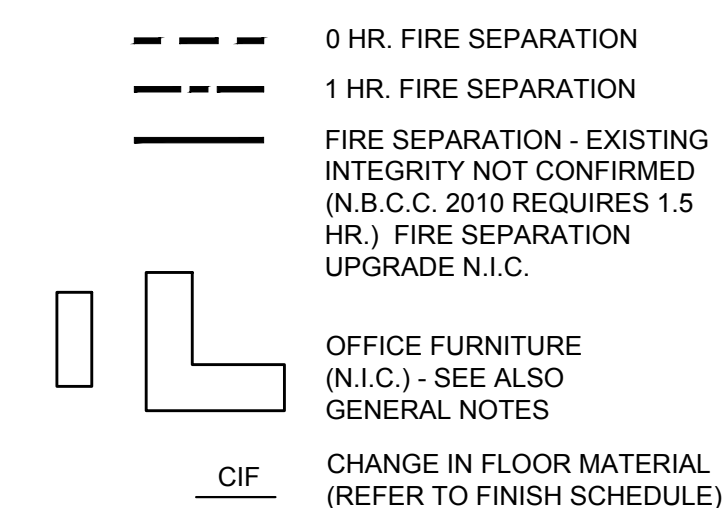 0 HR. FIRE SEPARATION
1 HR. FIRE SEPARATION
FIRE SEPARATION - EXISTING
INTEGRITY NOT CONFIRMED
(N.B.C.C. 2010 REQUIRES 1.5
HR.) FIRE SEPARATION
UPGRADE N.I.C.
OFFICE FURNITURE
(N.I.C.) - SEE ALSO
GENERAL NOTES
CIF
CHANGE IN FLOOR MATERIAL
(REFER TO FINISH SCHEDULE)